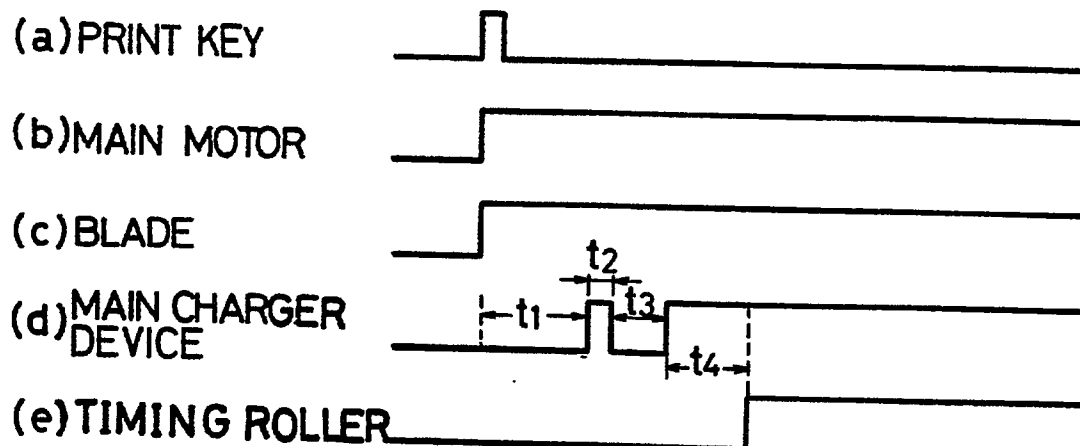 (a) PRINT KEY
(b) MAIN MOTOR
(c) BLADE
t2
(d) MAIN CHARGER
DEVICE
t1
t3
t4
(e) TIMING ROLLER